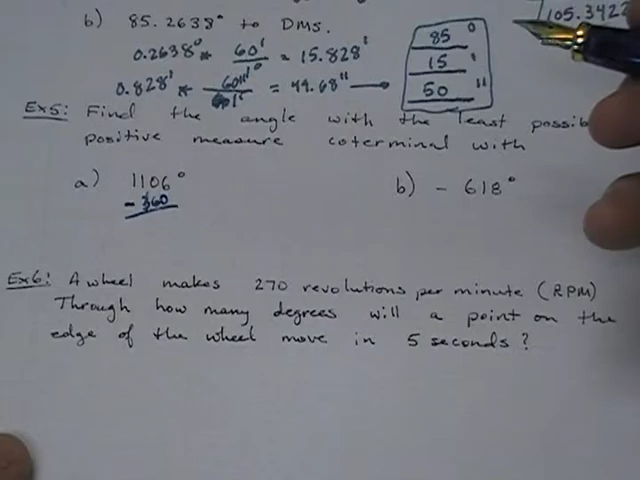 105.3422
b) 85.2638° to DMS.
0.2638° * 60' / 1° = 15.828'
85°
0.828' * 60" / 1' = 49.68" →
15'
50"
Ex5: Find the angle with the least possib
positive measure coterminal with
a) 1106°
- 360
b) - 618°
Ex6: A wheel makes 270 revolutions per minute (RPM)
Through how many degrees will a point on the
edge of the wheel move in 5 seconds?